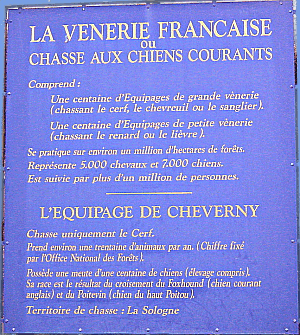 LA VENERIE FRANCAISE
ou
CHASSE AUX CHIENS COURANTS
Comprend :
Une centaine d'Equipages de grande vênerie
(chassant le cerf, le chevreuil ou le sanglier).
Une centaine d'Equipages de petite vênerie
(chassant le renard ou le lièvre).
Se pratique sur environ un million d'hectares de forêts.
Représente 5.000 chevaux et 7.000 chiens.
Est suivie par plus d'un million de personnes.
L'EQUIPAGE DE CHEVERNY
Chasse uniquement le Cerf.
Prend environ une trentaine d'animaux par an. (Chiffre fixé
par l'Office National des Forêts).
Possède une meute d'une centaine de chiens (élevage compris).
Sa race est le résultat du croisement du Foxhound (chien courant
anglais) et du Poitevin (chien du haut Poitou).
Territoire de chasse : La Sologne